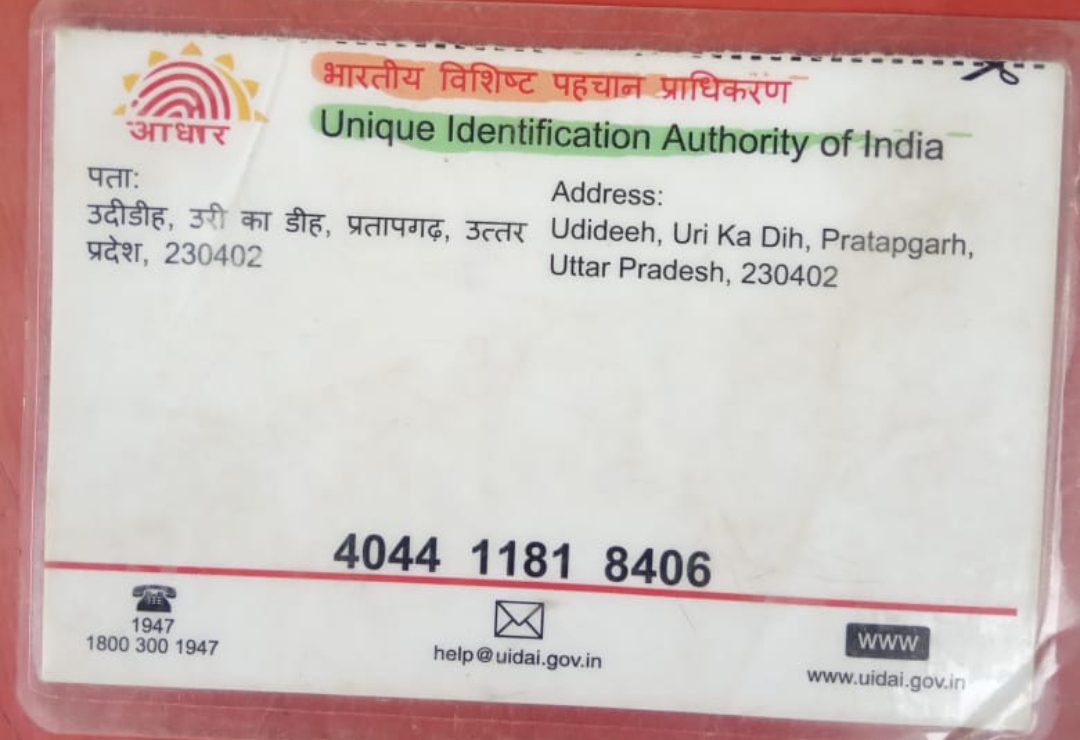 आधार
भारतीय विशिष्ट पहचान प्राधिकरण
Unique Identification Authority of India
पता:
उदीडीह, उरी का डीह, प्रतापगढ़, उत्तर
प्रदेश, 230402
Address:
Udideeh, Uri Ka Dih, Pratapgarh,
Uttar Pradesh, 230402
4044 1181 8406
1947
1800 300 1947
help@uidai.gov.in
WWW
www.uidai.gov.in